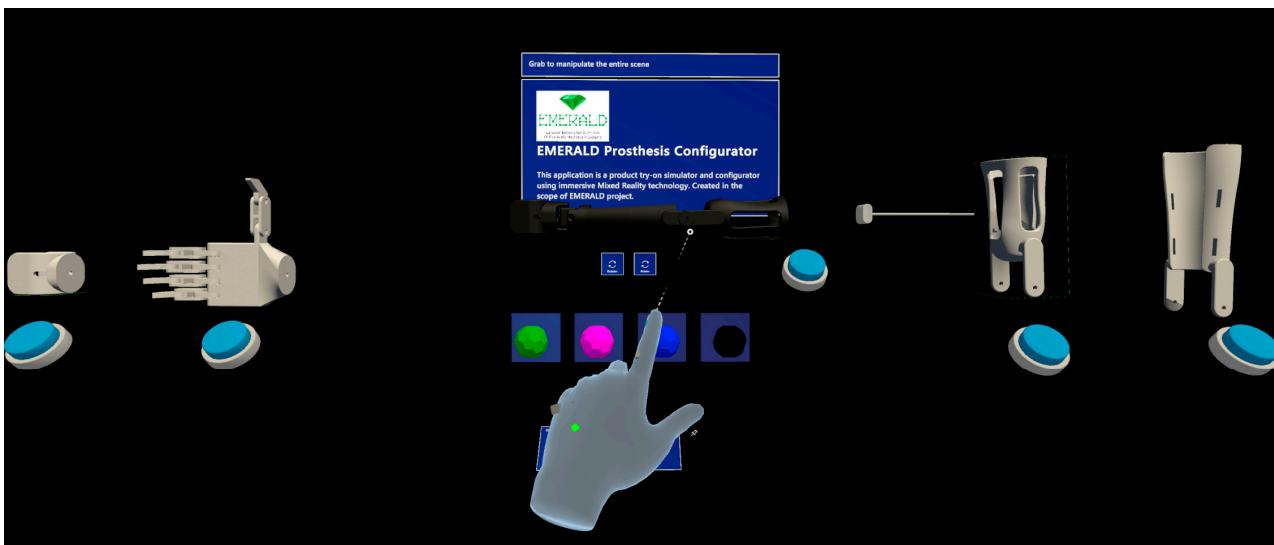 Grab to manipulate the entire scene
EMERALD
EMERALD Prosthesis Configurator
This application is a product try-on simulator and configurator
using immersive Mixed Reality technology. Created in the
scope of EMERALD project.